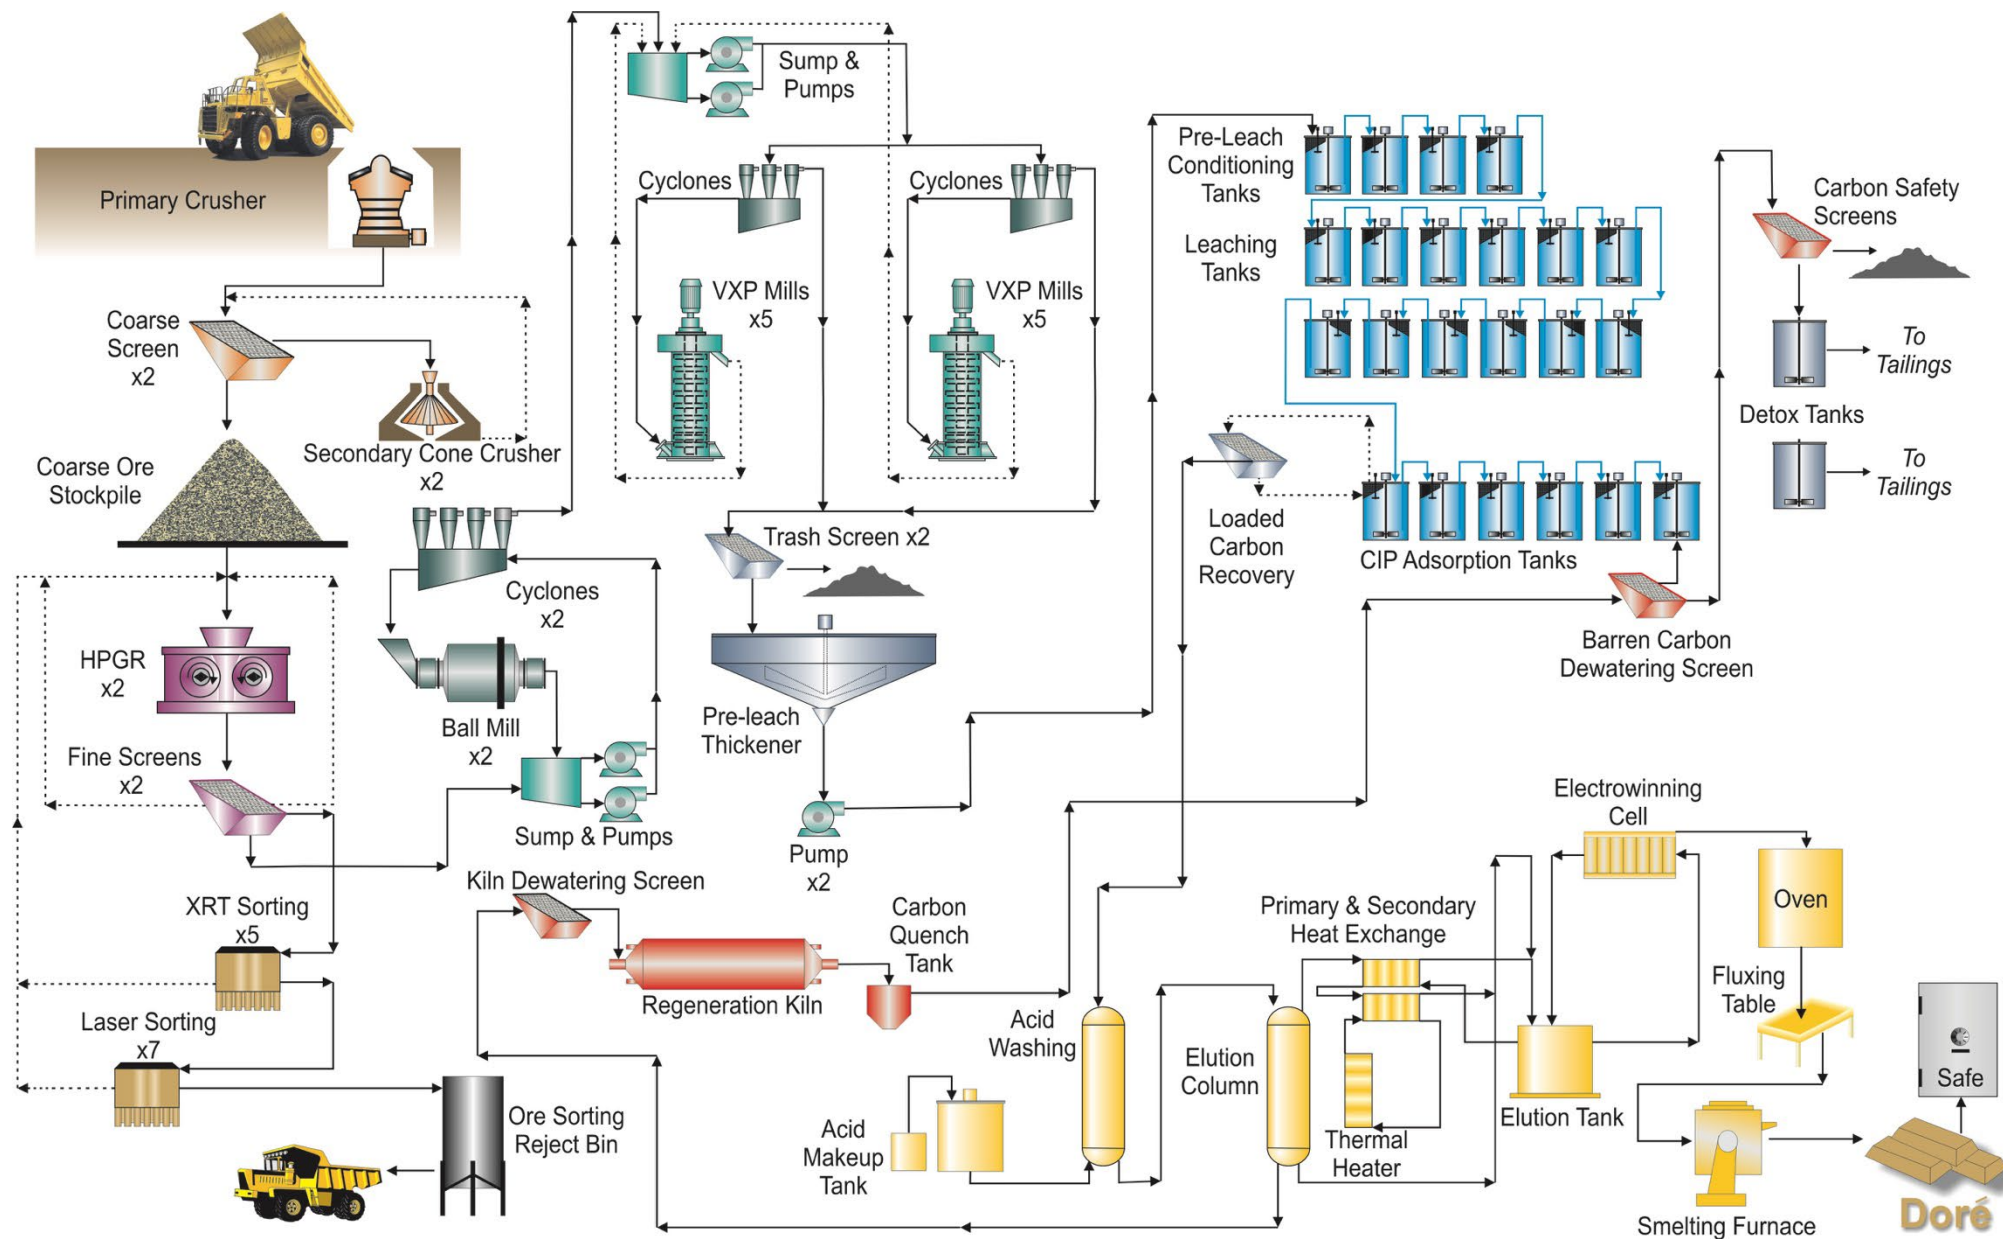 Primary Crusher
Coarse
Screen
x2
Secondary Cone Crusher
x2
Coarse Ore
Stockpile
HPGR
x2
Fine Screens
x2
XRT Sorting
x5
Laser Sorting
x7
Ore Sorting
Reject Bin
Cyclones
x2
Ball Mill
x2
Sump & Pumps
Sump &
Pumps
Cyclones
Cyclones
VXP Mills
x5
VXP Mills
x5
Trash Screen x2
Pre-leach
Thickener
Pump
x2
Pre-Leach
Conditioning
Tanks
Leaching
Tanks
Loaded
Carbon
Recovery
CIP Adsorption Tanks
Barren Carbon
Dewatering Screen
Carbon Safety
Screens
To
Tailings
Detox Tanks
To
Tailings
Kiln Dewatering Screen
Regeneration Kiln
Carbon
Quench
Tank
Acid
Washing
Acid
Makeup
Tank
Elution
Column
Primary & Secondary
Heat Exchange
Thermal
Heater
Elution Tank
Electrowinning
Cell
Oven
Fluxing
Table
Smelting Furnace
Safe
Doré